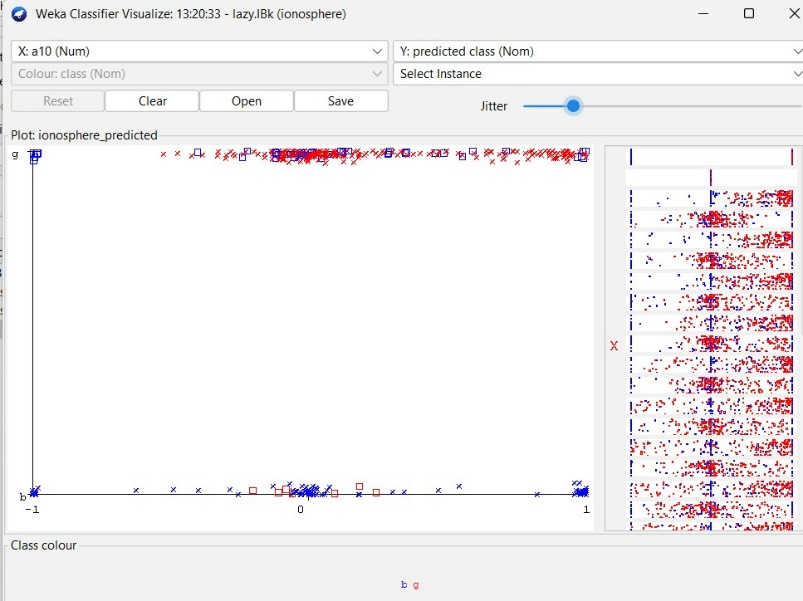 Weka Classifier Visualize: 13:20:33 - lazy.IBk (ionosphere)
X: a10 (Num) Y: predicted class (Nom)
Colour: class (Nom) Select Instance
Reset Clear Open Save Jitter
Plot: ionosphere_predicted
g
X
b
-1 0 1
Class colour
b g